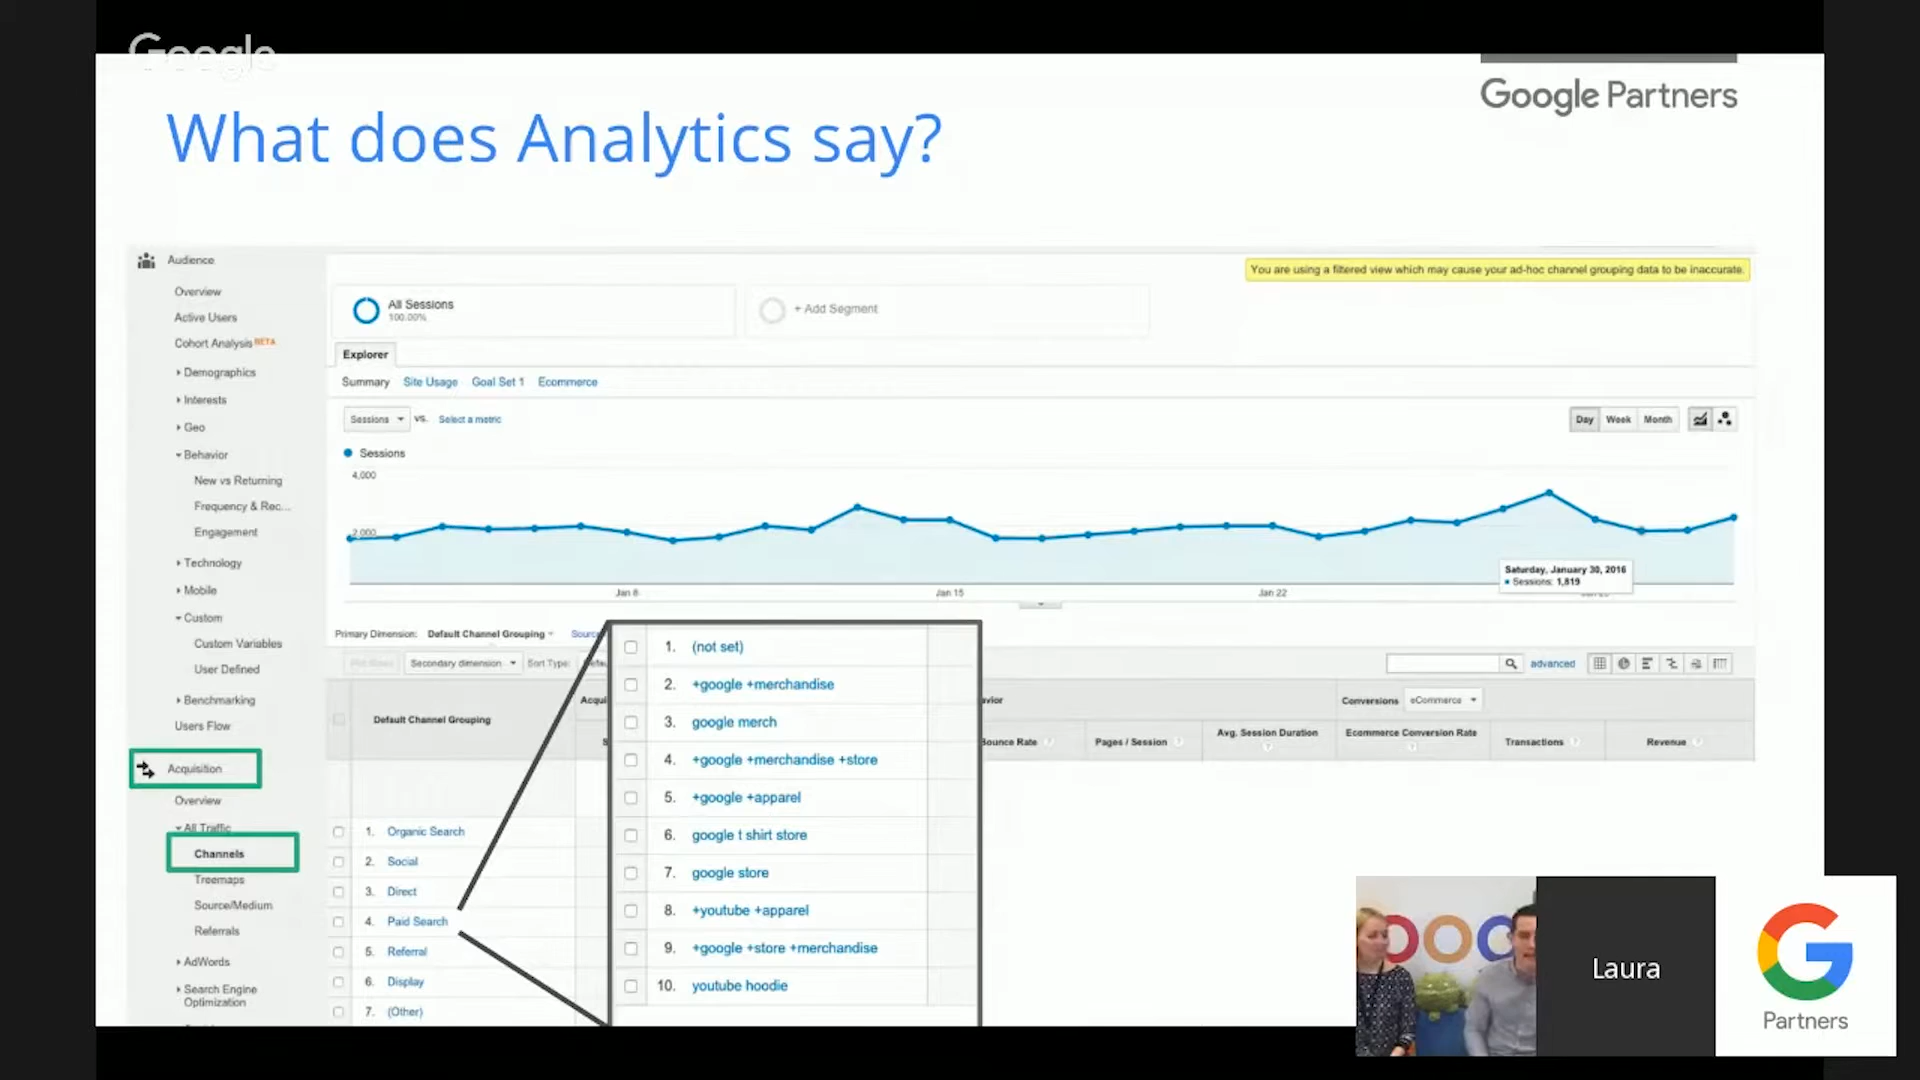 Google
Google Partners
What does Analytics say?
Audience
Overview
Active Users
Cohort Analysis BETA
Demographics
Interests
Geo
Behavior
New vs Returning
Frequency & Rec...
Engagement
Technology
Mobile
Custom
Custom Variables
User Defined
Benchmarking
Users Flow
Acquisition
Overview
All Traffic
Channels
Treemaps
Source/Medium
Referrals
AdWords
Search Engine
Optimization
You are using a filtered view which may cause your ad-hoc channel grouping data to be inaccurate.
All Sessions
100.00%
+ Add Segment
Explorer
Summary Site Usage Goal Set 1 Ecommerce
Sessions VS. Select a metric
Day Week Month
Sessions
4,000
2,000
Jan 8 Jan 15 Jan 22
Saturday, January 30, 2016
Sessions: 1,819
Primary Dimension: Default Channel Grouping
Secondary dimension Sort Type:
advanced
Default Channel Grouping
Conversions eCommerce
Bounce Rate Pages / Session Avg. Session Duration Ecommerce Conversion Rate Transactions Revenue
1. Organic Search
2. Social
3. Direct
4. Paid Search
5. Referral
6. Display
7. (Other)
1. (not set)
2. +google +merchandise
3. google merch
4. +google +merchandise +store
5. +google +apparel
6. google t shirt store
7. google store
8. +youtube +apparel
9. +google +store +merchandise
10. youtube hoodie
Laura
Partners